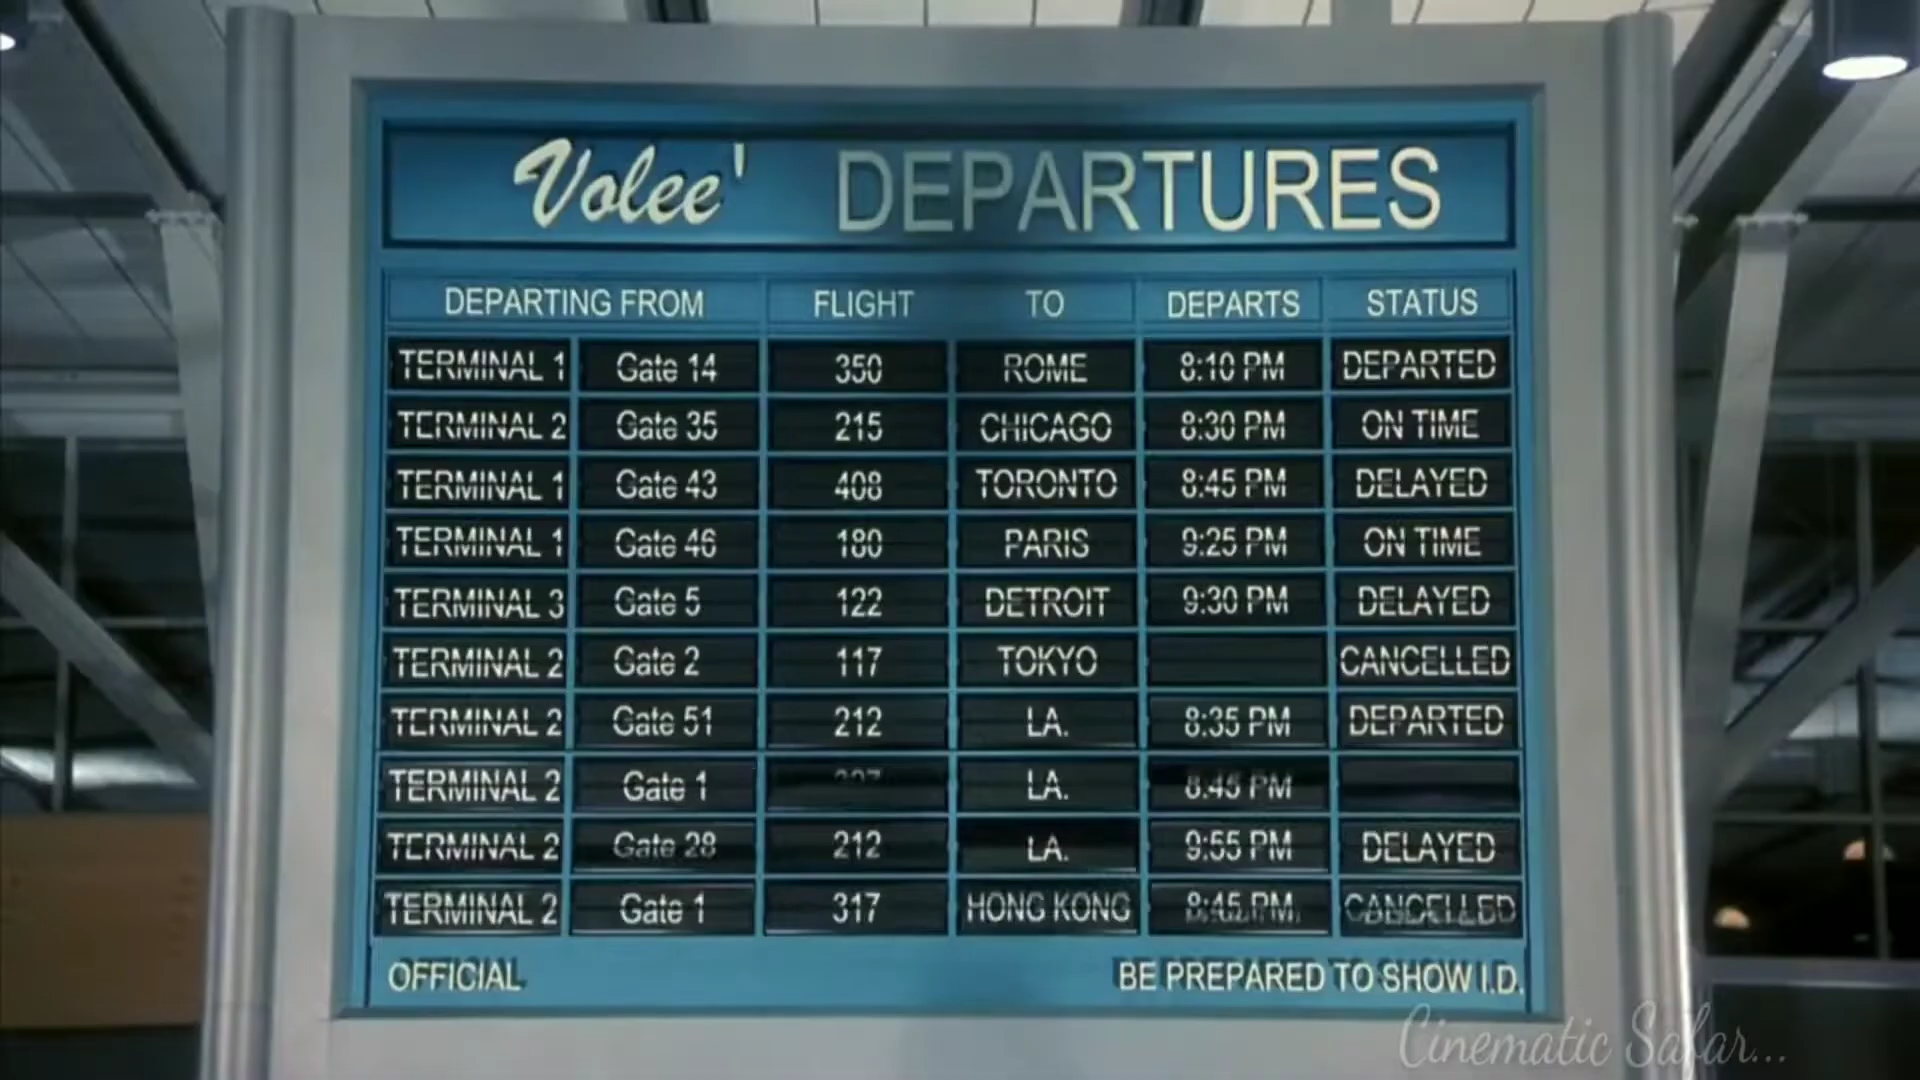 Volee' DEPARTURES
DEPARTING FROM FLIGHT TO DEPARTS STATUS
TERMINAL 1 Gate 14 350 ROME 8:10 PM DEPARTED
TERMINAL 2 Gate 35 215 CHICAGO 8:30 PM ON TIME
TERMINAL 1 Gate 43 408 TORONTO 8:45 PM DELAYED
TERMINAL 1 Gate 46 180 PARIS 9:25 PM ON TIME
TERMINAL 3 Gate 5 122 DETROIT 9:30 PM DELAYED
TERMINAL 2 Gate 2 117 TOKYO CANCELLED
TERMINAL 2 Gate 51 212 LA. 8:35 PM DEPARTED
TERMINAL 2 Gate 1 LA. 8:45 PM
TERMINAL 2 Gate 28 212 LA. 9:55 PM DELAYED
TERMINAL 2 Gate 1 317 HONG KONG 8:45 PM CANCELLED
OFFICIAL BE PREPARED TO SHOW I.D.
Cinematic Safar...